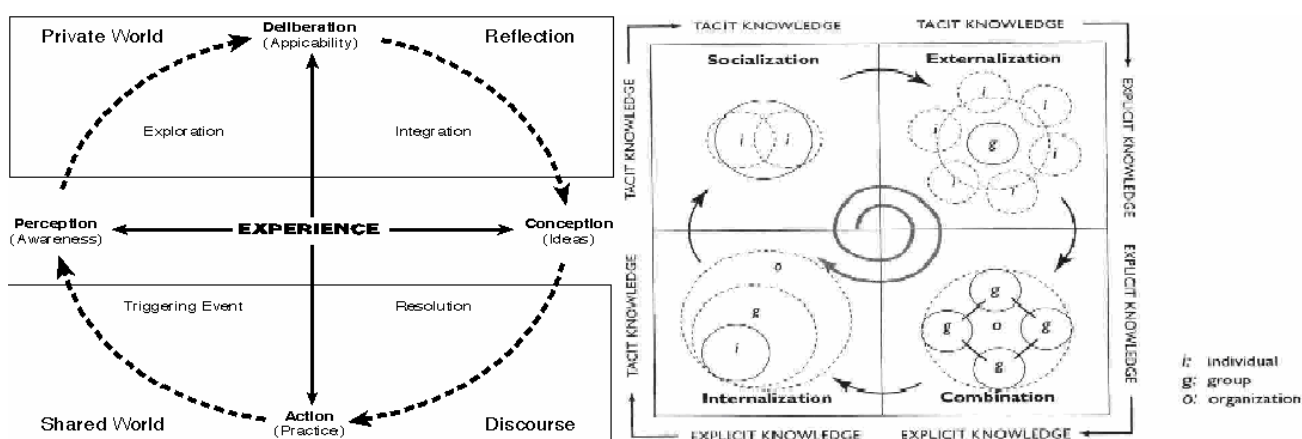 Private World
Deliberation
(Appicability)
Reflection
Exploration
Integration
Perception
(Awareness)
EXPERIENCE
Conception
(Ideas)
Triggering Event
Resolution
Shared World
Action
(Practice)
Discourse
TACIT KNOWLEDGE
TACIT KNOWLEDGE
TACIT KNOWLEDGE
Socialization
Externalization
EXPLICIT KNOWLEDGE
i
i
i
i
i
i
g
TACIT KNOWLEDGE
o
g
i
g
g
o
g
g
EXPLICIT KNOWLEDGE
Internalization
Combination
EXPLICIT KNOWLEDGE
EXPLICIT KNOWLEDGE
i: individual
g: group
o: organization